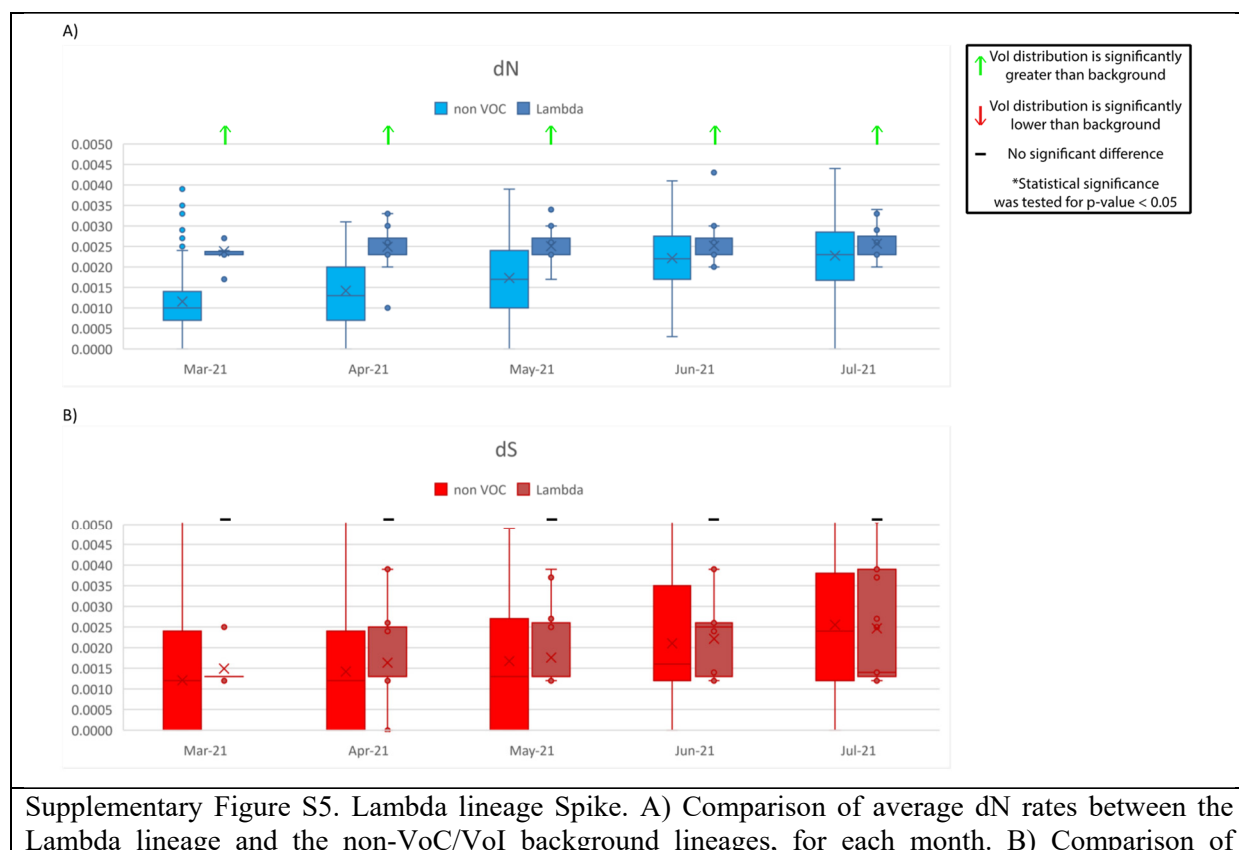 A)
dN
non VOC Lambda
0.0050
0.0045
0.0040
0.0035
0.0030
0.0025
0.0020
0.0015
0.0010
0.0005
0.0000
Mar-21 Apr-21 May-21 Jun-21 Jul-21
VoI distribution is significantly
greater than background
VoI distribution is significantly
lower than background
No significant difference
*Statistical significance
was tested for p-value < 0.05
B)
dS
non VOC Lambda
0.0050
0.0045
0.0040
0.0035
0.0030
0.0025
0.0020
0.0015
0.0010
0.0005
0.0000
Mar-21 Apr-21 May-21 Jun-21 Jul-21
Supplementary Figure S5. Lambda lineage Spike. A) Comparison of average dN rates between the
Lambda lineage and the non-VoC/VoI background lineages, for each month. B) Comparison of